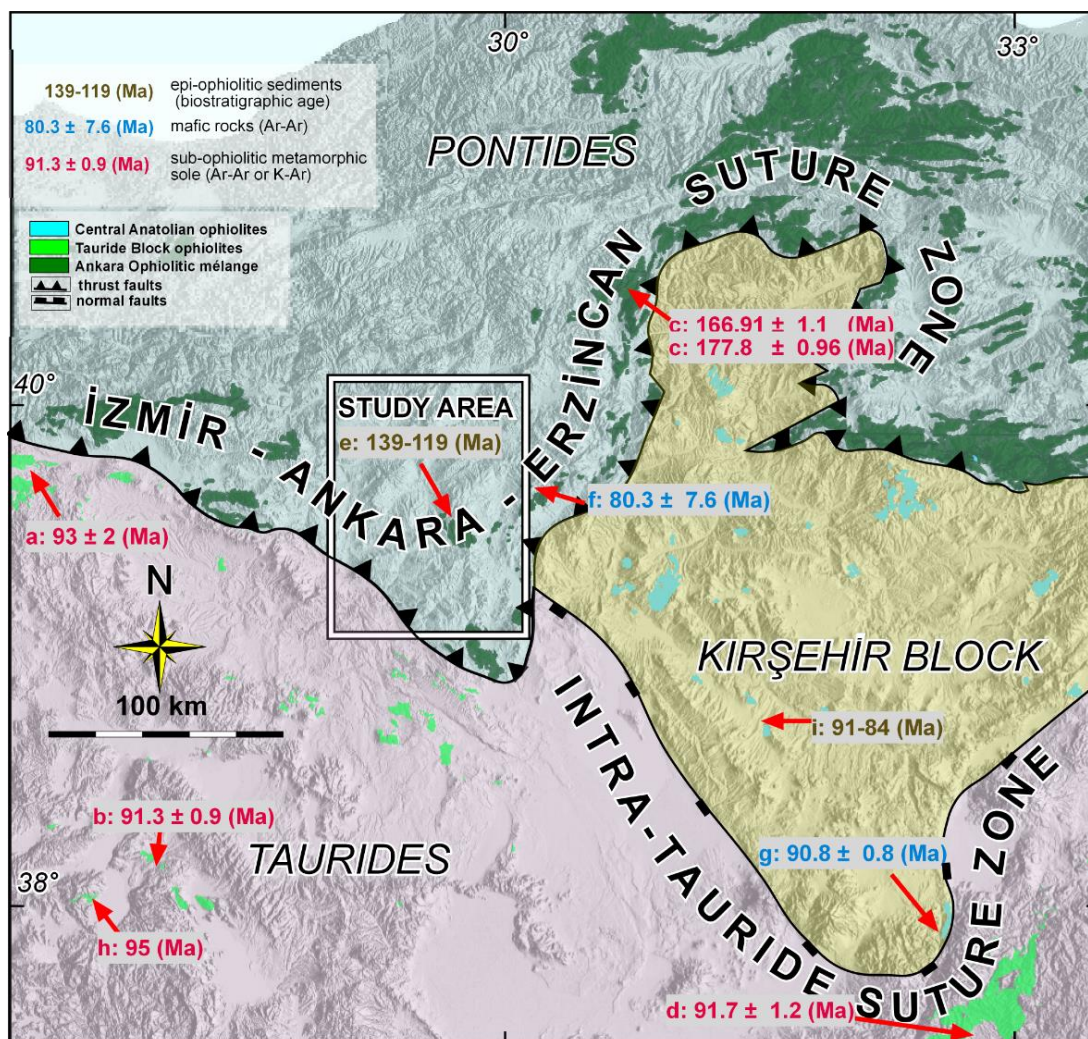 30°
33°
139-119 (Ma)
epi-ophiolitic sediments
(biostratigraphic age)
80.3 ± 7.6 (Ma)
mafic rocks (Ar-Ar)
91.3 ± 0.9 (Ma)
sub-ophiolitic metamorphic
sole (Ar-Ar or K-Ar)
Central Anatolian ophiolites
Tauride Block ophiolites
Ankara Ophiolitic mélange
thrust faults
normal faults
PONTIDES
İZMİR - ANKARA - ERZİNCAN SUTURE ZONE
c: 166.91 ± 1.1 (Ma)
c: 177.8 ± 0.96 (Ma)
40°
STUDY AREA
e: 139-119 (Ma)
f: 80.3 ± 7.6 (Ma)
a: 93 ± 2 (Ma)
N
100 km
KIRŞEHİR BLOCK
i: 91-84 (Ma)
INTRA-TAURIDE SUTURE ZONE
b: 91.3 ± 0.9 (Ma)
TAURIDES
g: 90.8 ± 0.8 (Ma)
38°
h: 95 (Ma)
d: 91.7 ± 1.2 (Ma)